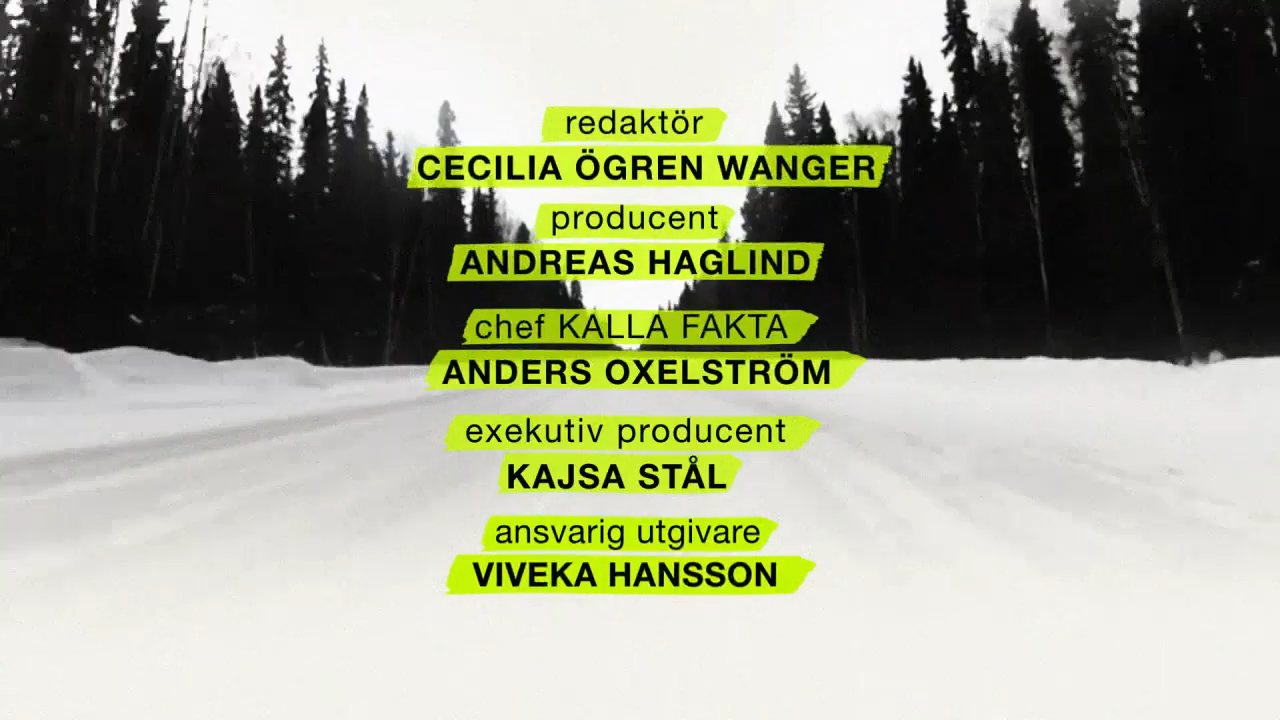 redaktör
CECILIA ÖGREN WANGER
producent
ANDREAS HAGLIND
chef KALLA FAKTA
ANDERS OXELSTRÖM
exekutiv producent
KAJSA STÅL
ansvarig utgivare
VIVEKA HANSSON